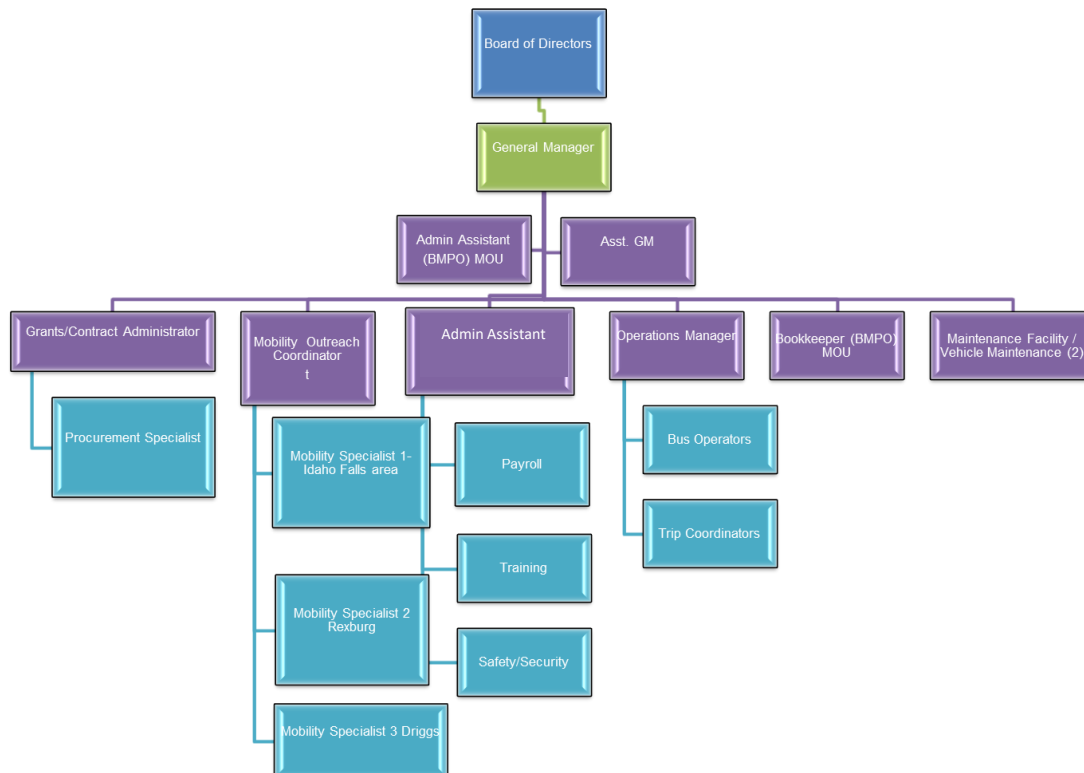 Board of Directors
General Manager
Admin Assistant
(BMPO) MOU
Asst. GM
Grants/Contract Administrator
Mobility Outreach
Coordinator
t
Admin Assistant
Operations Manager
Bookkeeper (BMPO)
MOU
Maintenance Facility /
Vehicle Maintenance (2)
Procurement Specialist
Mobility Specialist 1-
Idaho Falls area
Payroll
Bus Operators
Trip Coordinators
Training
Mobility Specialist 2
Rexburg
Safety/Security
Mobility Specialist 3 Driggs